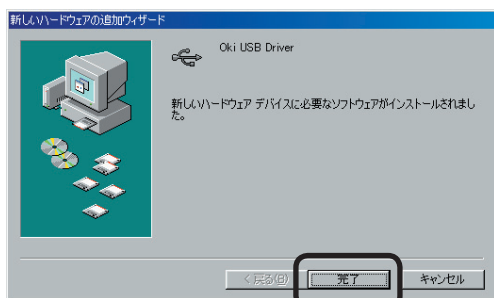 新しいハードウェアの追加ウィザード
Oki USB Driver
新しいハードウェア デバイスに必要なソフトウェアがインストールされまし
た。
< 戻る(B)
完了
キャンセル